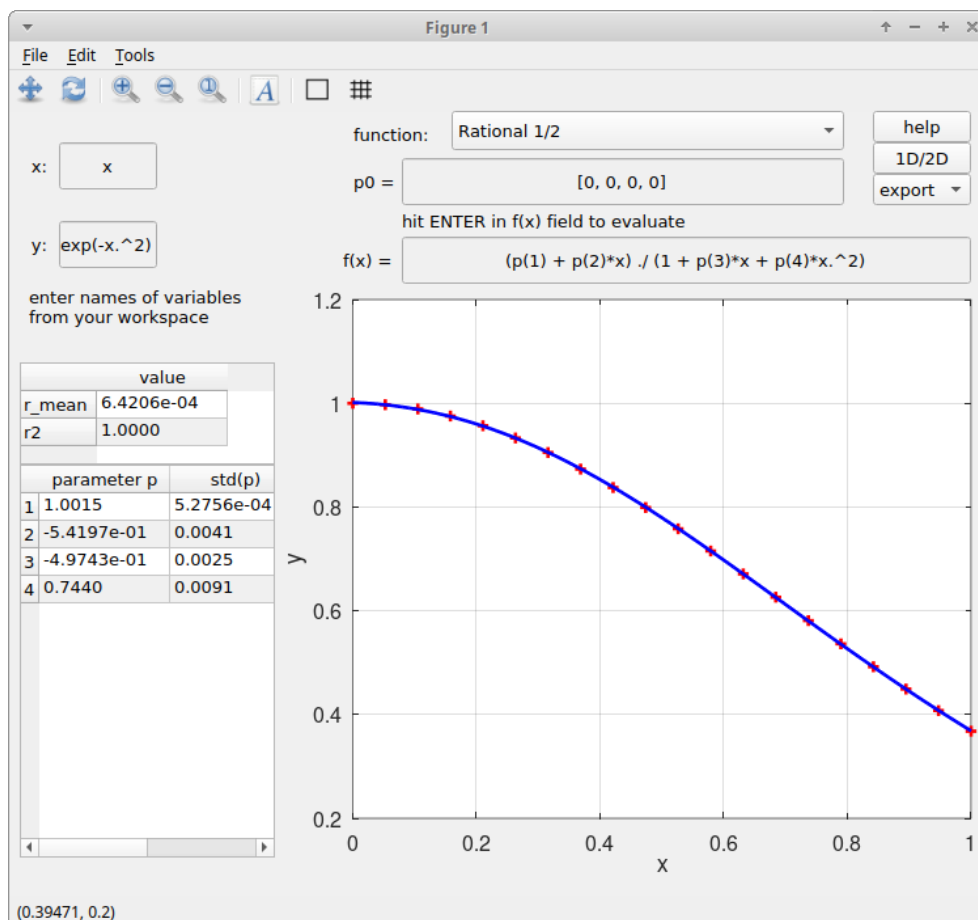 Figure 1
File Edit Tools
A
function: Rational 1/2
help
x: x
1D/2D
p0 = [0, 0, 0, 0]
export
hit ENTER in f(x) field to evaluate
y: exp(-x.^2)
f(x) = (p(1) + p(2)*x) ./ (1 + p(3)*x + p(4)*x.^2)
enter names of variables
from your workspace
value
r_mean 6.4206e-04
r2 1.0000
parameter p std(p)
1 1.0015 5.2756e-04
2 -5.4197e-01 0.0041
3 -4.9743e-01 0.0025
4 0.7440 0.0091
1.2
1
0.8
0.6
0.4
0.2
y
0 0.2 0.4 0.6 0.8 1
x
(0.39471, 0.2)